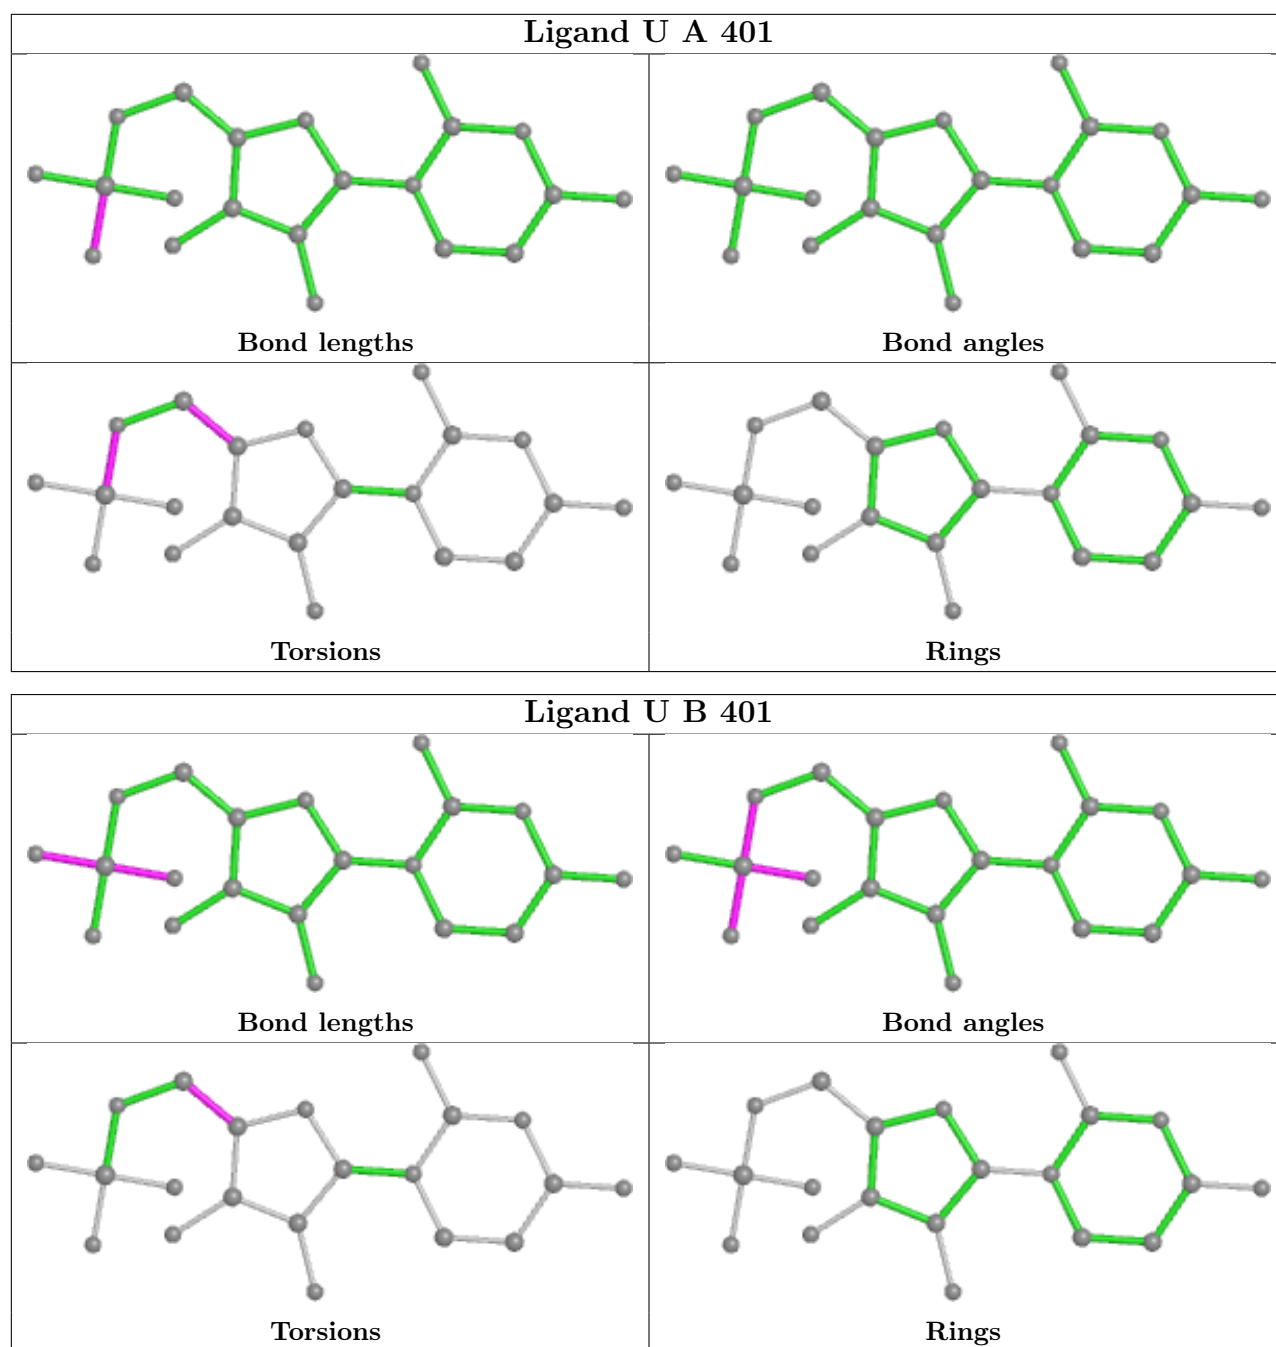 Ligand U A 401
Bond lengths
Bond angles
Torsions
Rings
Ligand U B 401
Bond lengths
Bond angles
Torsions
Rings